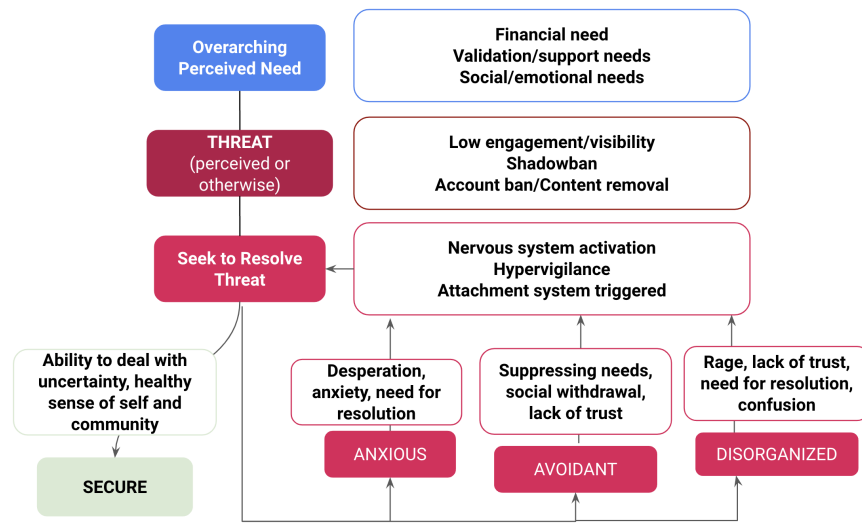 Overarching
Perceived Need
Financial need
Validation/support needs
Social/emotional needs
THREAT
(perceived or
otherwise)
Low engagement/visibility
Shadowban
Account ban/Content removal
Seek to Resolve
Threat
Nervous system activation
Hypervigilance
Attachment system triggered
Ability to deal with
uncertainty, healthy
sense of self and
community
Desperation,
anxiety, need for
resolution
Suppressing needs,
social withdrawal,
lack of trust
Rage, lack of trust,
need for resolution,
confusion
SECURE
ANXIOUS
AVOIDANT
DISORGANIZED